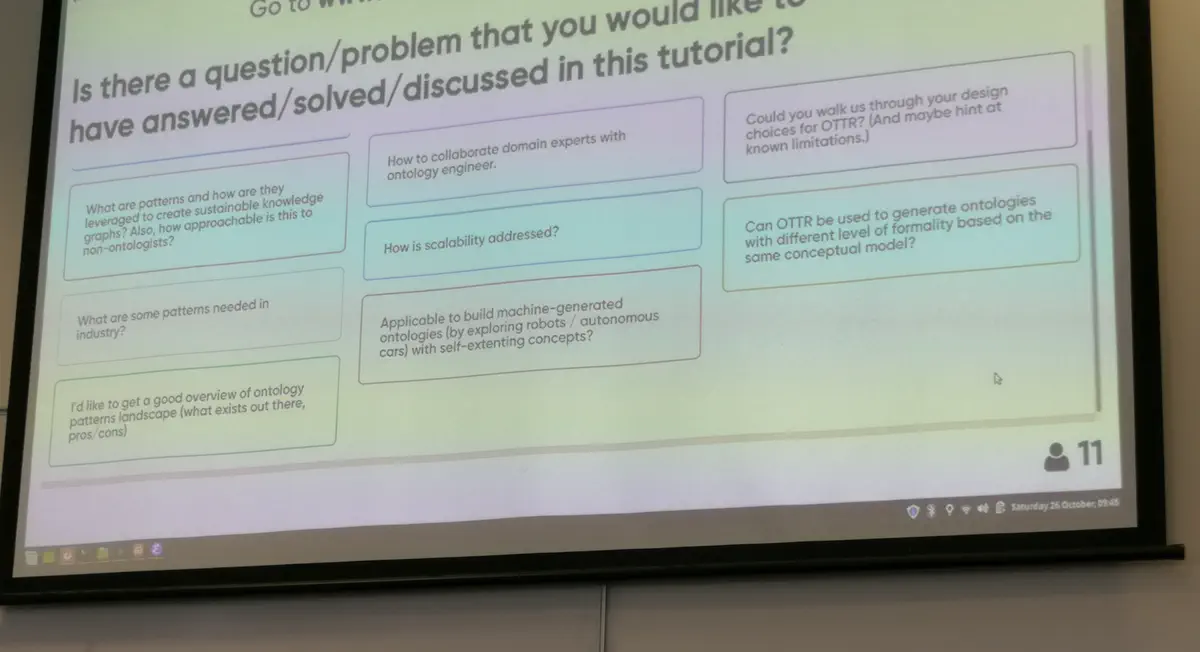 Go to
Is there a question/problem that you would like to
have answered/solved/discussed in this tutorial?
What are patterns and how are they
leveraged to create sustainable knowledge
graphs? Also, how approachable is this to
non-ontologists?
What are some patterns needed in
industry?
I'd like to get a good overview of ontology
patterns landscape (what exists out there,
pros/cons)
How to collaborate domain experts with
ontology engineer.
How is scalability addressed?
Applicable to build machine-generated
ontologies (by exploring robots / autonomous
cars) with self-extenting concepts?
Could you walk us through your design
choices for OTTR? (And maybe hint at
known limitations.)
Can OTTR be used to generate ontologies
with different level of formality based on the
same conceptual model?
11
Saturday 26 October, 09:45